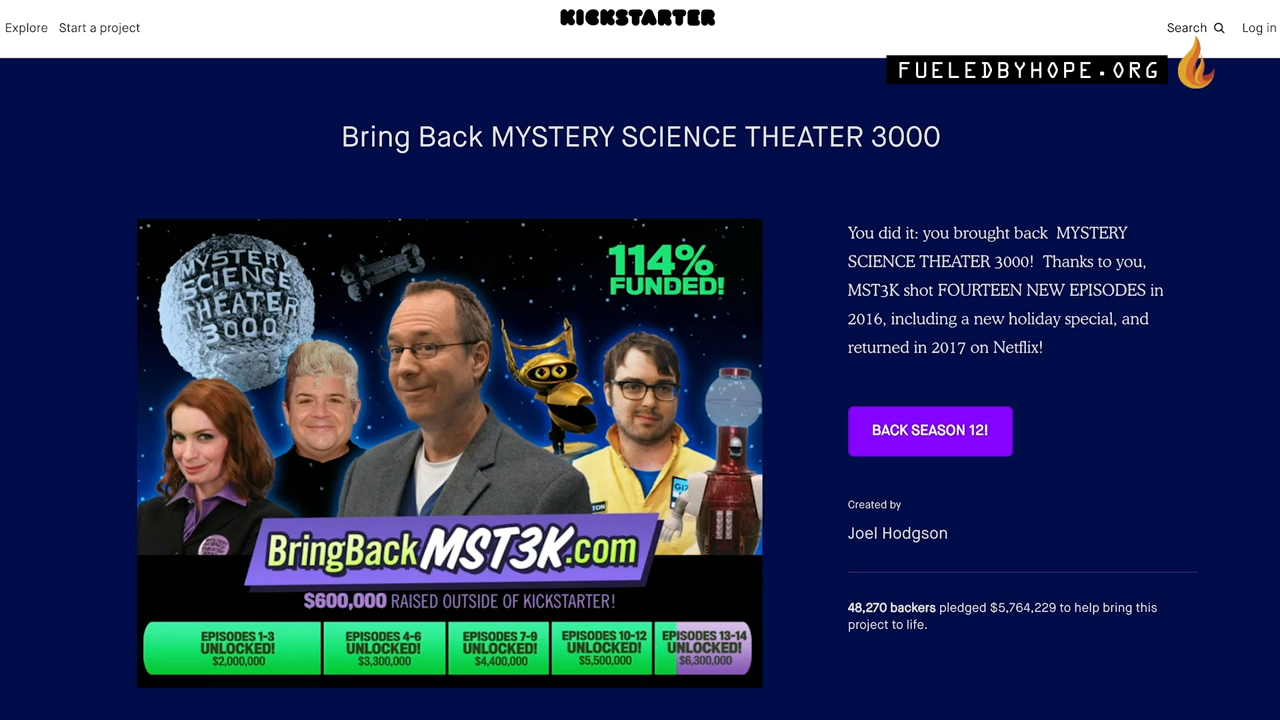 Explore Start a project
KICKSTARTER
Search
Log in
FUELEDBYHOPE.ORG
Bring Back MYSTERY SCIENCE THEATER 3000
MYSTERY
SCIENCE
THEATER
3000
114%
FUNDED!
BringBack MST3K.com
$600,000 RAISED OUTSIDE OF KICKSTARTER!
EPISODES 1-3
UNLOCKED!
$2,000,000
EPISODES 4-6
UNLOCKED!
$3,300,000
EPISODES 7-9
UNLOCKED!
$4,400,000
EPISODES 10-12
UNLOCKED!
$5,500,000
EPISODES 13-14
UNLOCKED!
$6,300,000
You did it: you brought back MYSTERY
SCIENCE THEATER 3000! Thanks to you,
MST3K shot FOURTEEN NEW EPISODES in
2016, including a new holiday special, and
returned in 2017 on Netflix!
BACK SEASON 12!
Created by
Joel Hodgson
48,270 backers pledged $5,764,229 to help bring this
project to life.